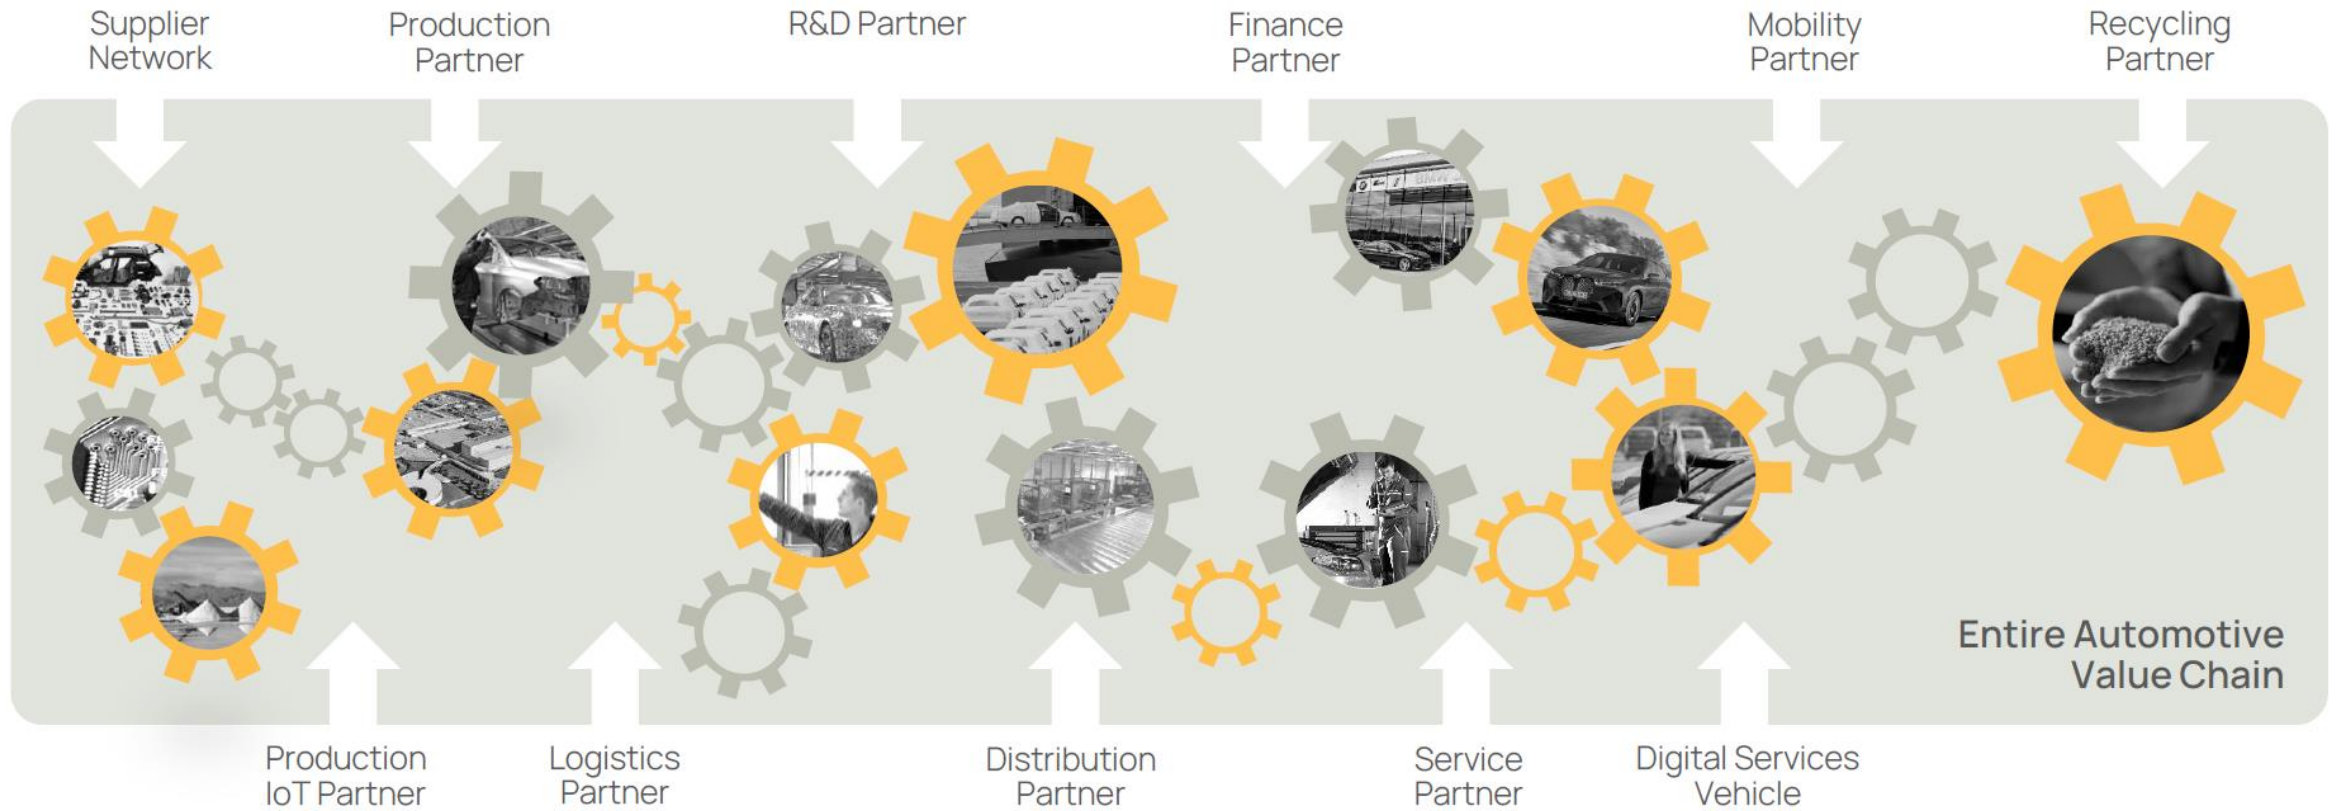 Supplier
Network
Production
Partner
R&D Partner
Finance
Partner
Mobility
Partner
Recycling
Partner
Entire Automotive
Value Chain
Production
IoT Partner
Logistics
Partner
Distribution
Partner
Service
Partner
Digital Services
Vehicle